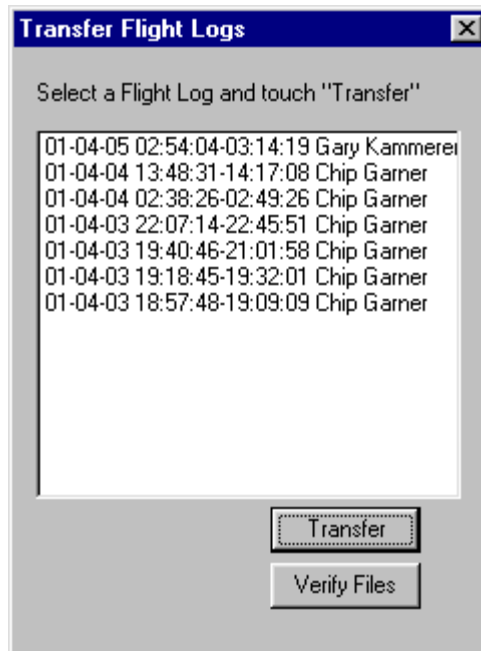 Transfer Flight Logs
Select a Flight Log and touch "Transfer"
01-04-05 02:54:04-03:14:19 Gary Kammerer
01-04-04 13:48:31-14:17:08 Chip Garner
01-04-04 02:38:26-02:49:26 Chip Garner
01-04-03 22:07:14-22:45:51 Chip Garner
01-04-03 19:40:46-21:01:58 Chip Garner
01-04-03 19:18:45-19:32:01 Chip Garner
01-04-03 18:57:48-19:09:09 Chip Garner
Transfer
Verify Files